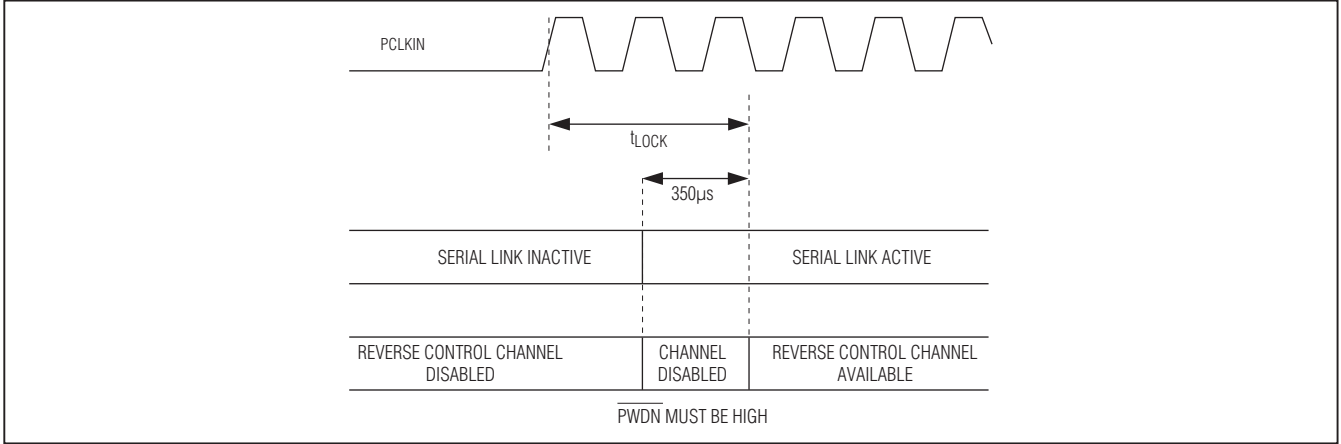 PCLKIN
tLOCK
350µs
SERIAL LINK INACTIVE
SERIAL LINK ACTIVE
REVERSE CONTROL CHANNEL
DISABLED
CHANNEL
DISABLED
REVERSE CONTROL CHANNEL
AVAILABLE
PWDN MUST BE HIGH